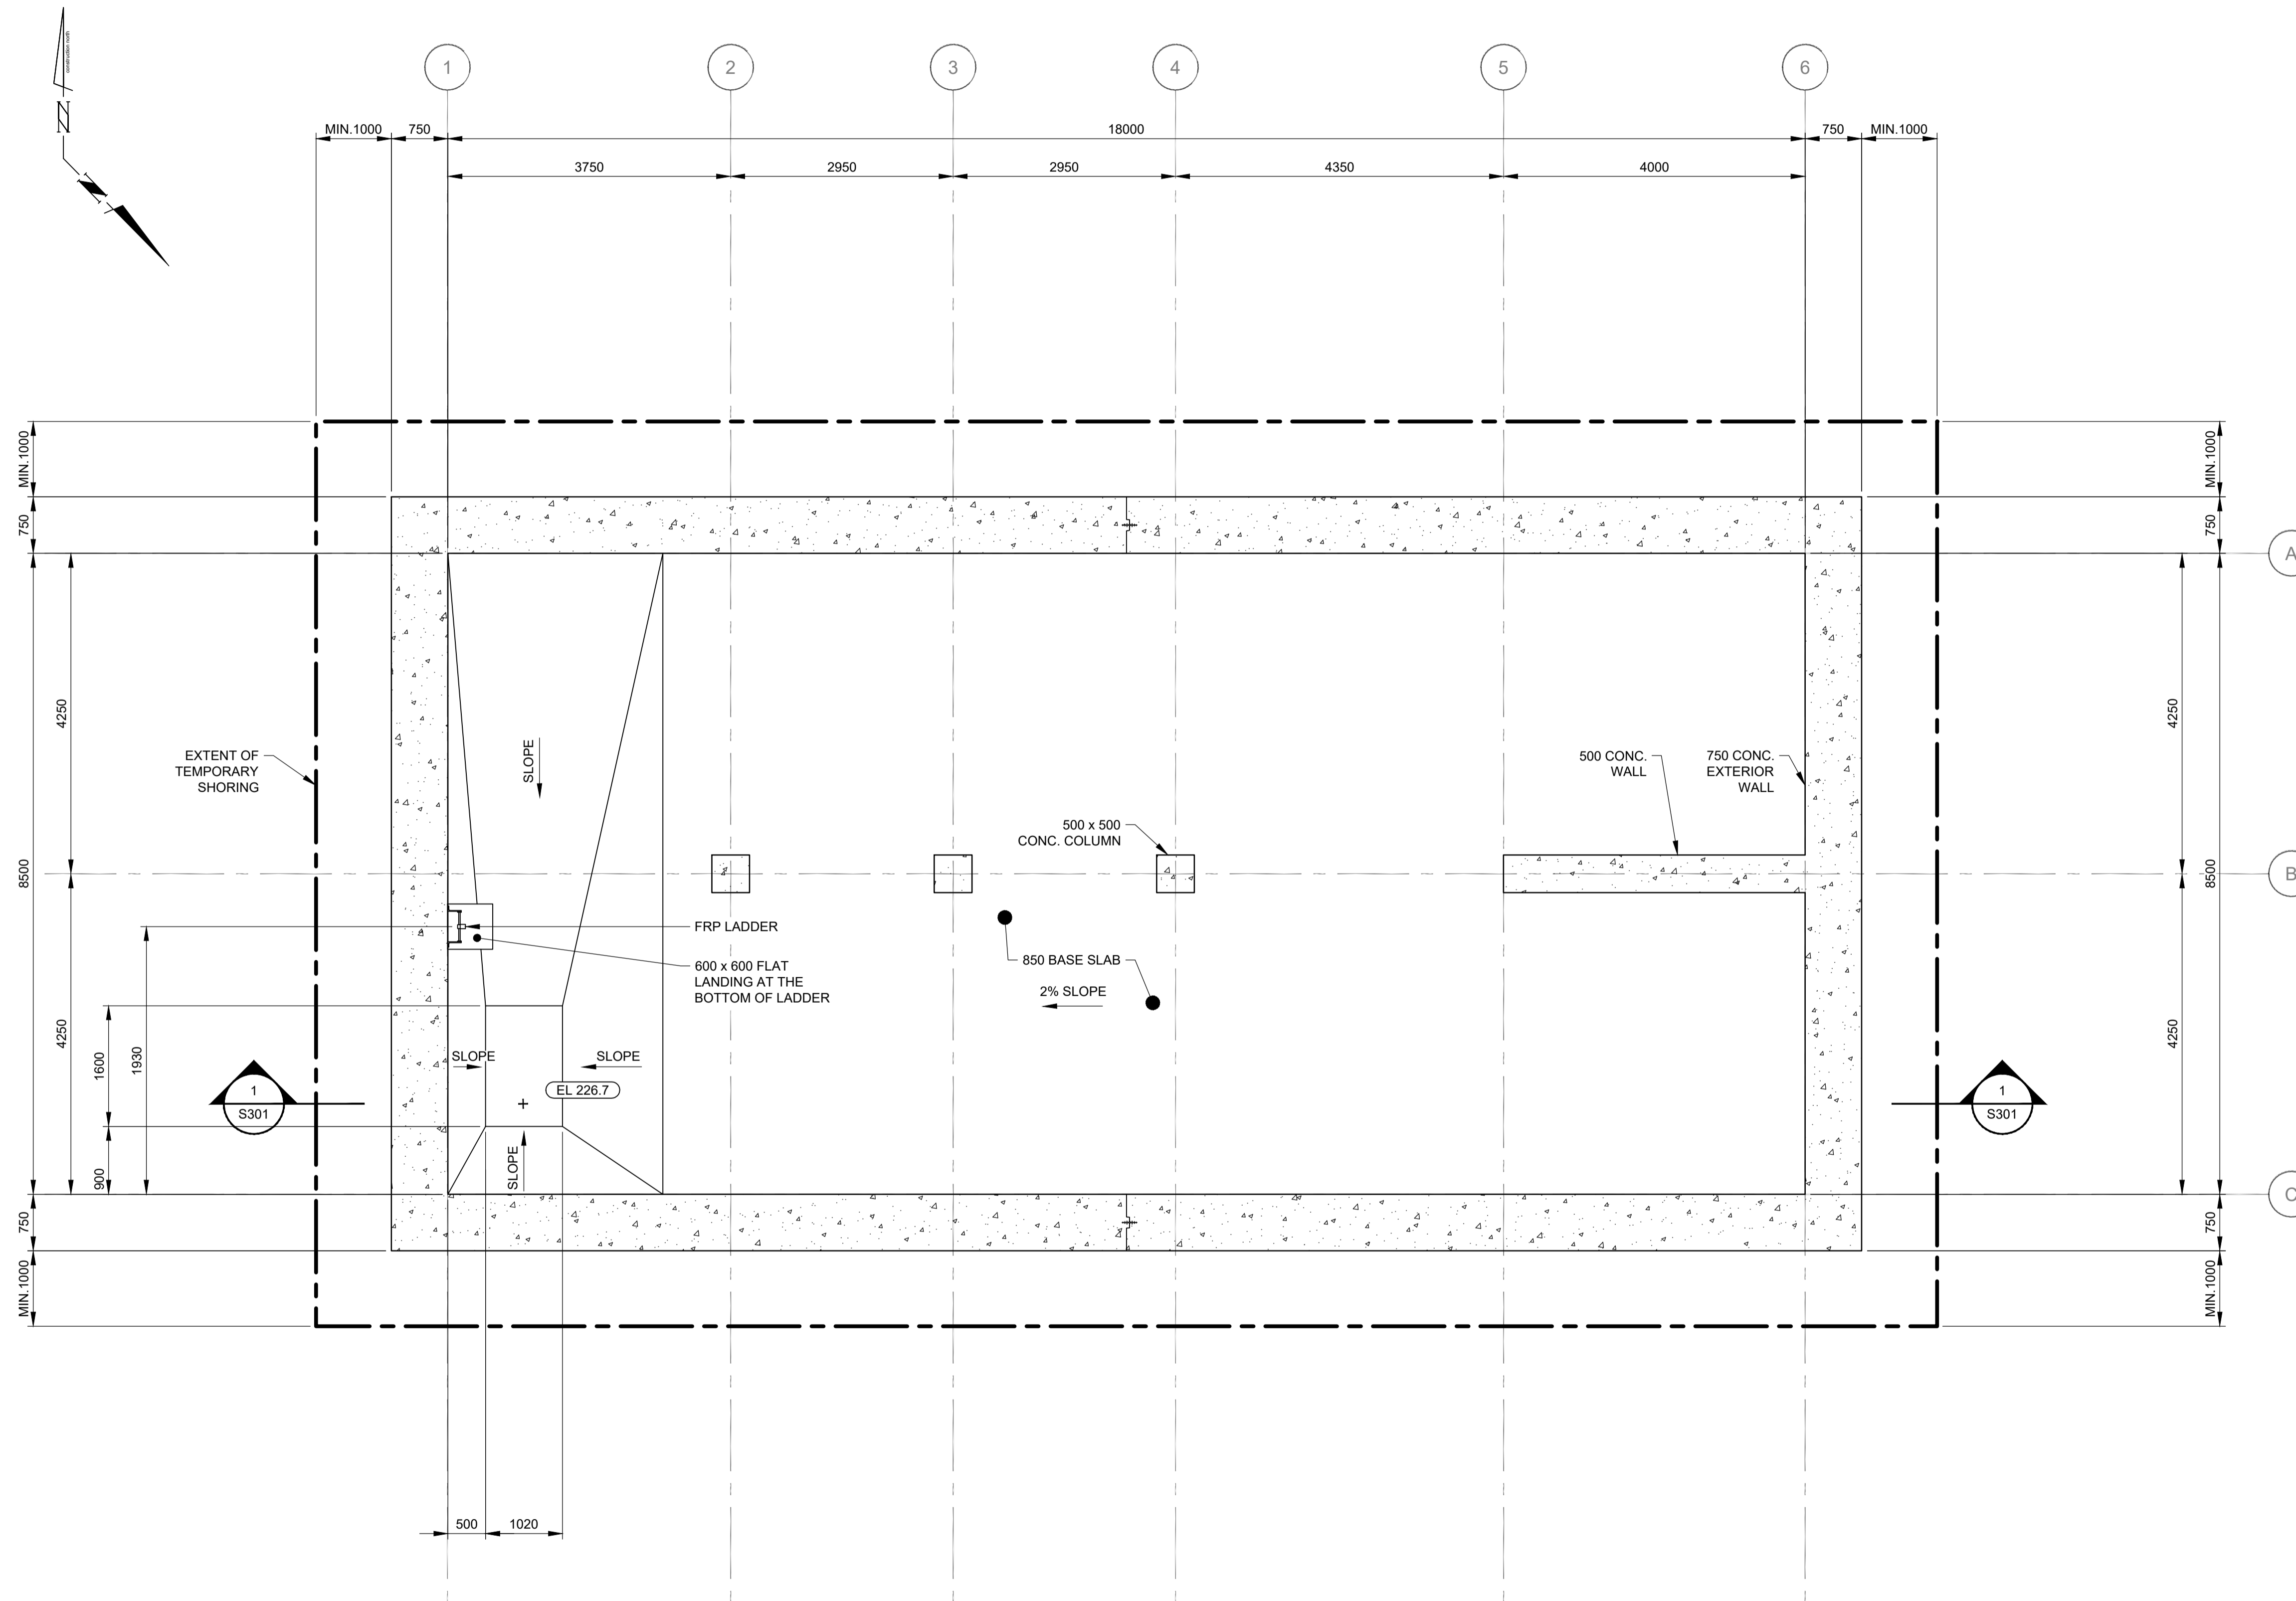 construction north
N
N
1
2
3
4
5
6
MIN.1000
750
18000
750
MIN.1000
3750
2950
2950
4350
4000
MIN.1000
750
8500
4250
4250
1600
1930
900
750
MIN.1000
MIN.1000
750
A
4250
8500
B
4250
C
750
MIN.1000
EXTENT OF
TEMPORARY
SHORING
SLOPE
500 CONC.
WALL
750 CONC.
EXTERIOR
WALL
500 x 500
CONC. COLUMN
FRP LADDER
600 x 600 FLAT
LANDING AT THE
BOTTOM OF LADDER
850 BASE SLAB
2% SLOPE
SLOPE
SLOPE
EL 226.7
SLOPE
1
S301
1
S301
500
1020